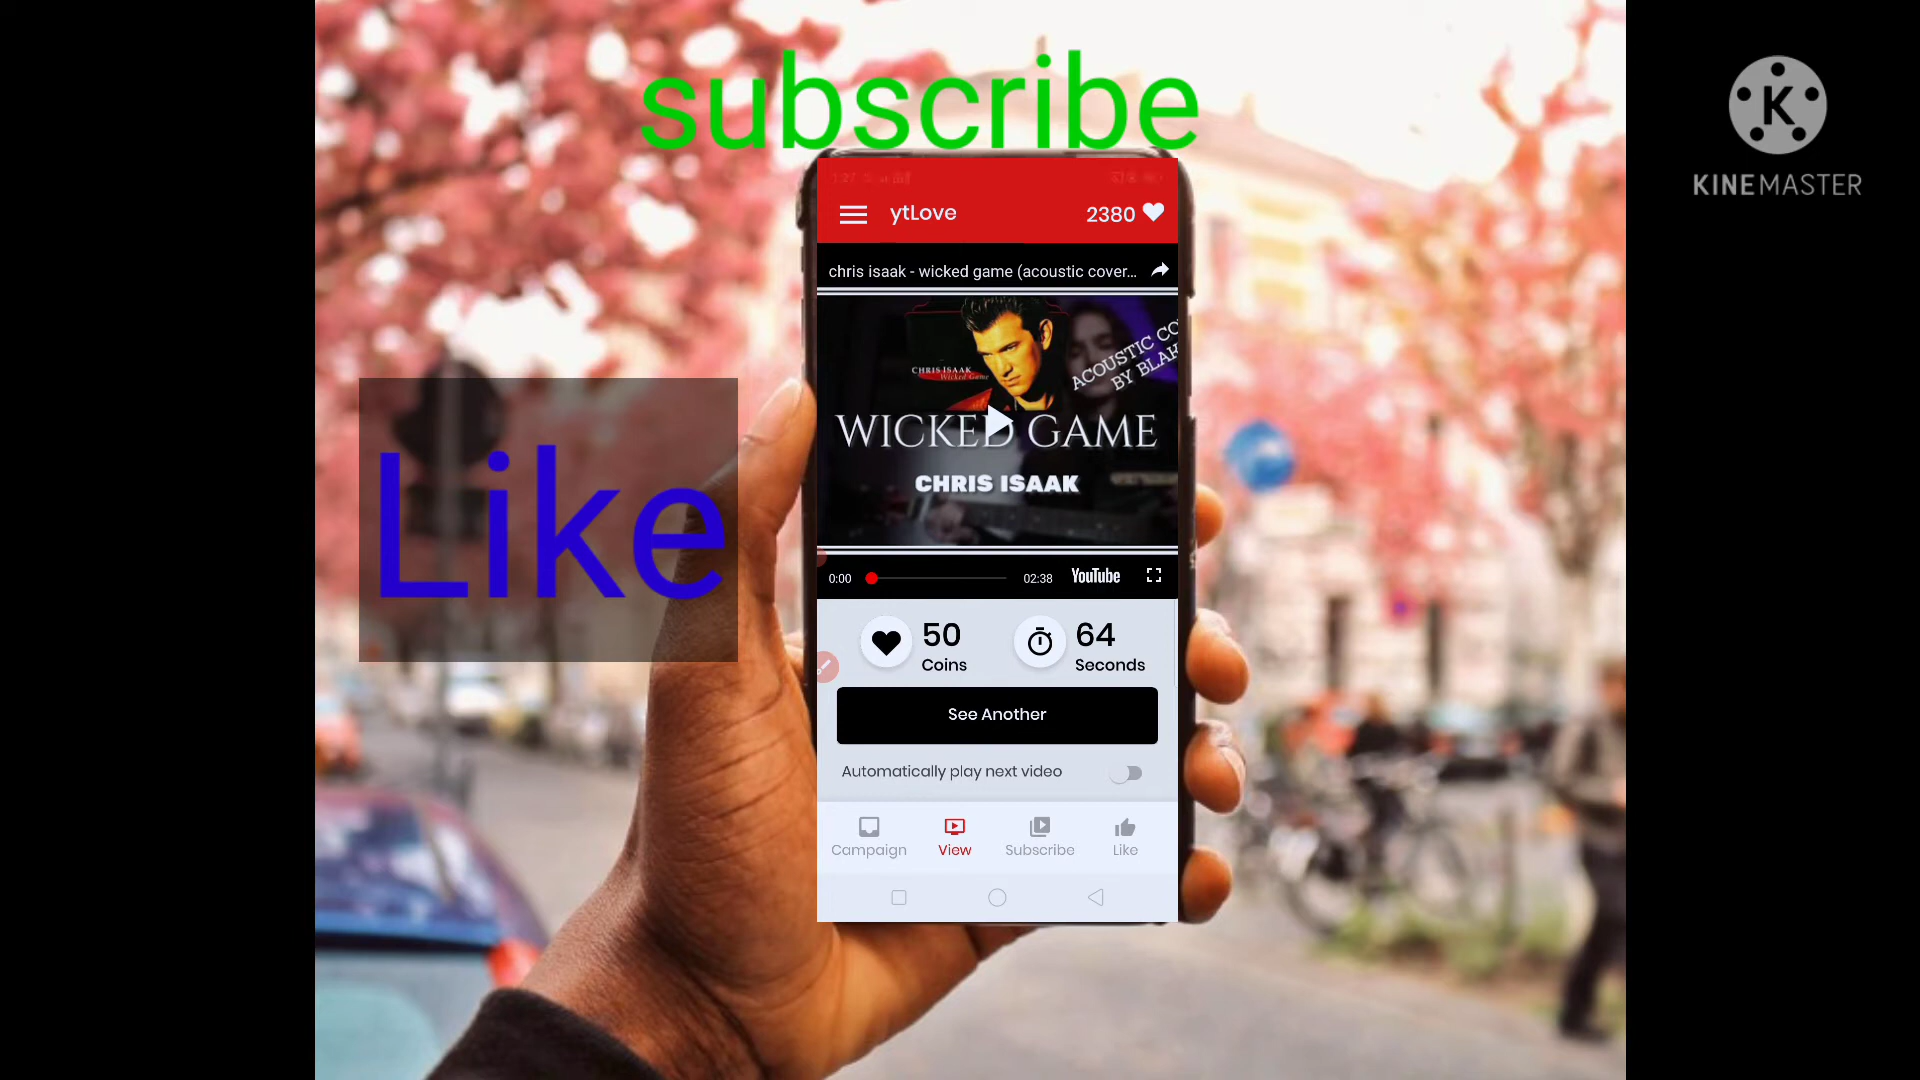 subscribe
KINEMASTER
ytLove
2380
chris isaak - wicked game (acoustic cover...
CHRIS ISAAK
Wicked Game
ACOUSTIC CO
BY BLAH
WICKED GAME
CHRIS ISAAK
Like
0:00
02:38
YouTube
50
Coins
64
Seconds
See Another
Automatically play next video
Campaign
View
Subscribe
Like